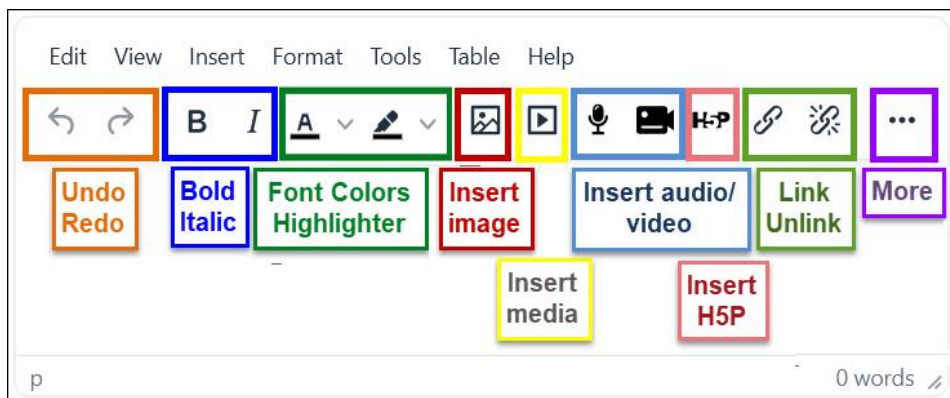 Edit View Insert Format Tools Table Help
B I A H5P
Undo
Redo
Bold
Italic
Font Colors
Highlighter
Insert
image
Insert audio/
video
Link
Unlink
More
Insert
media
Insert
H5P
p
0 words